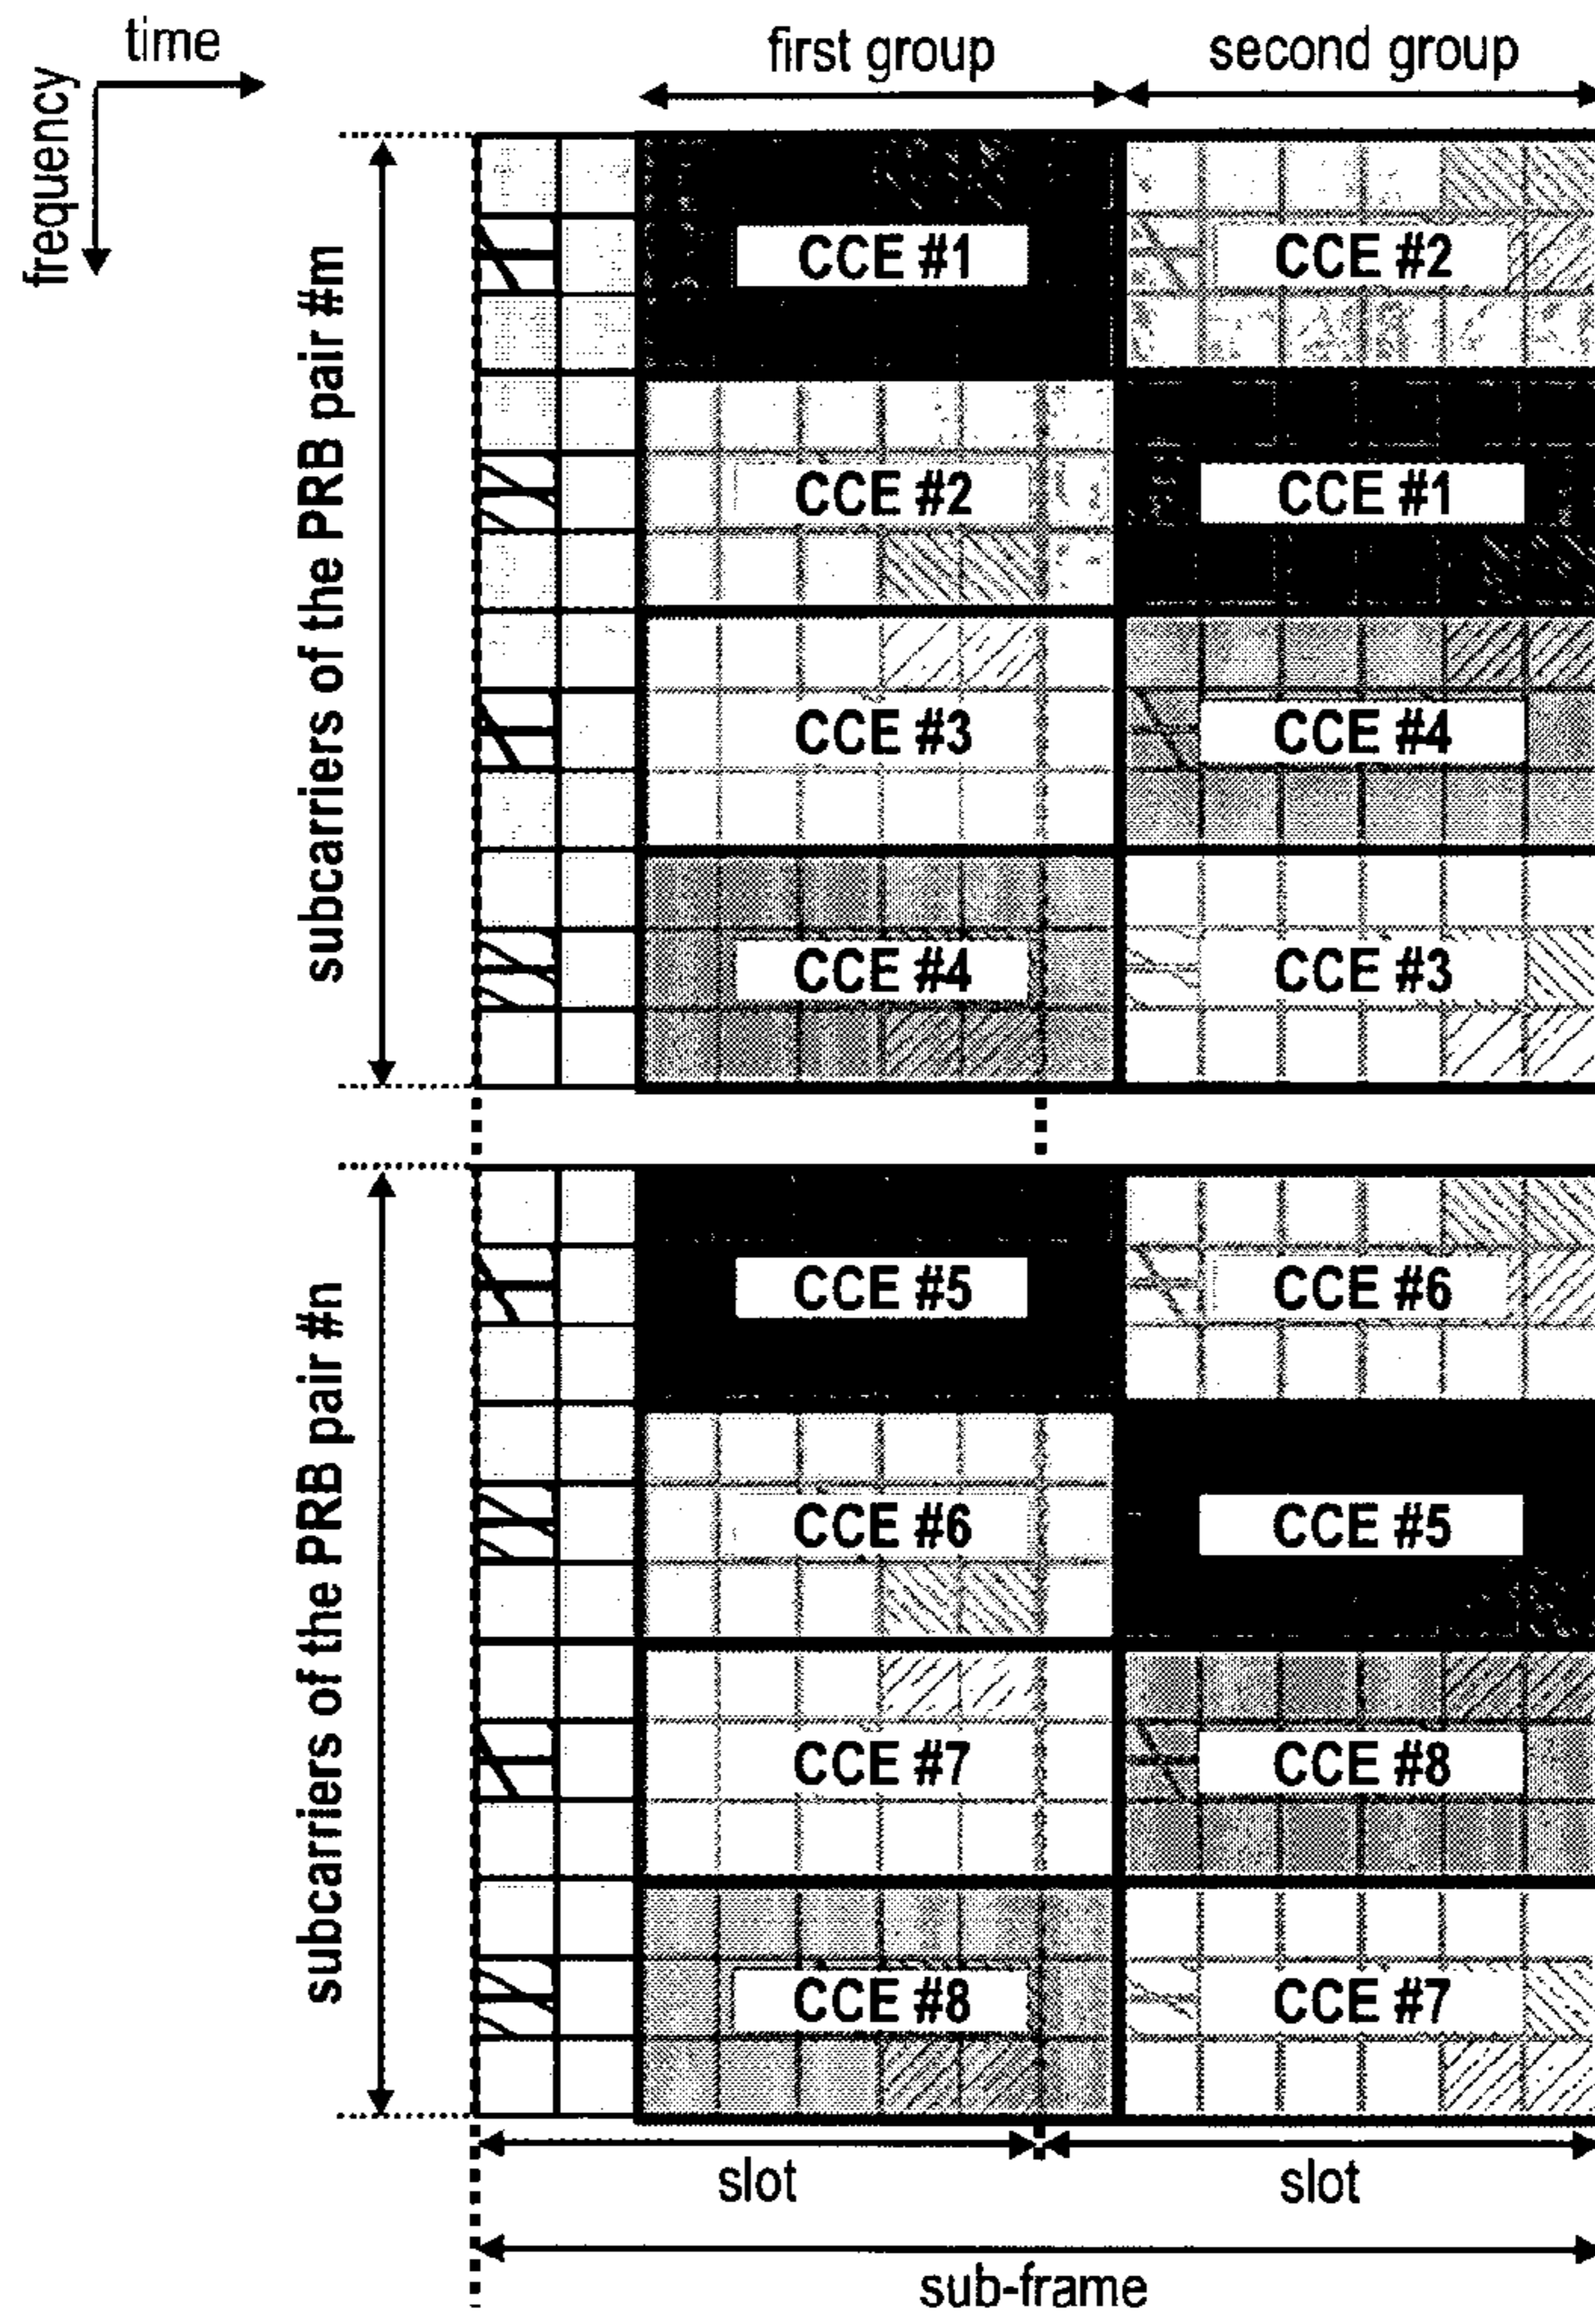 time
first group
second group
frequency
subcarriers of the PRB pair #m
CCE #1
CCE #2
CCE #2
CCE #1
CCE #3
CCE #4
CCE #4
CCE #3
subcarriers of the PRB pair #n
CCE #5
CCE #6
CCE #6
CCE #5
CCE #7
CCE #8
CCE #8
CCE #7
slot
slot
sub-frame